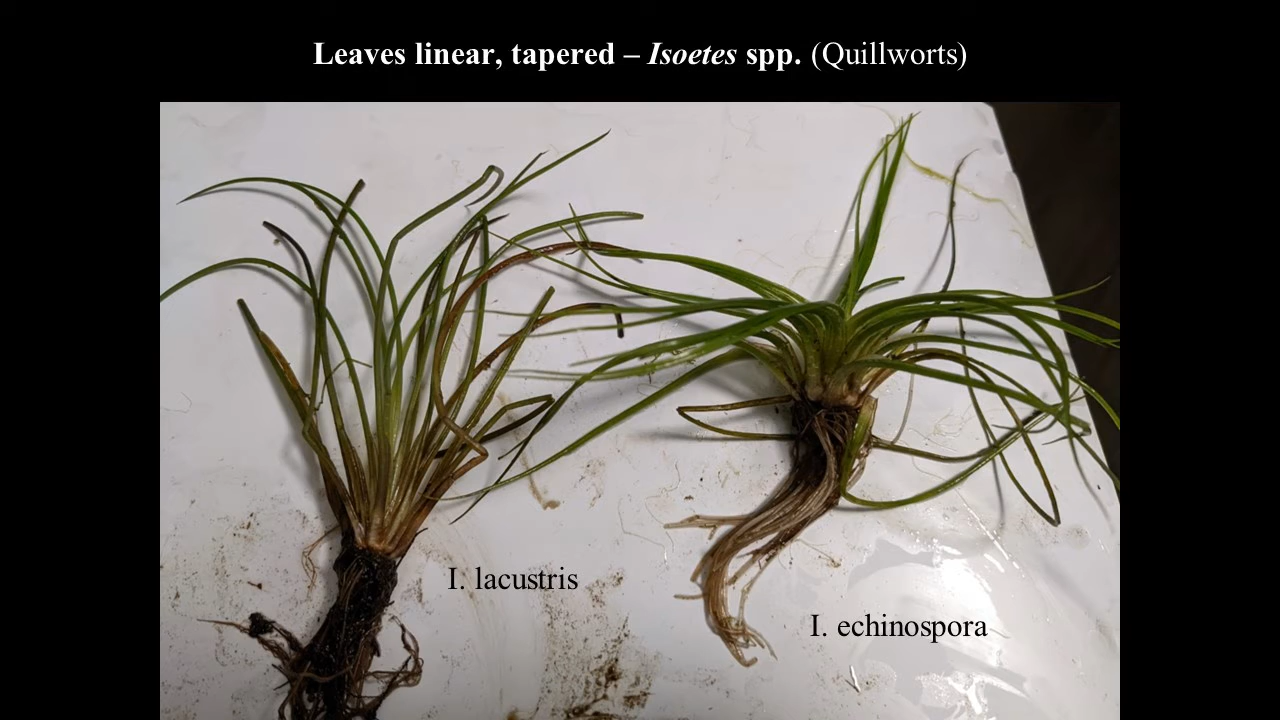 Leaves linear, tapered – Isoetes spp. (Quillworts)
I. lacustris
I. echinospora